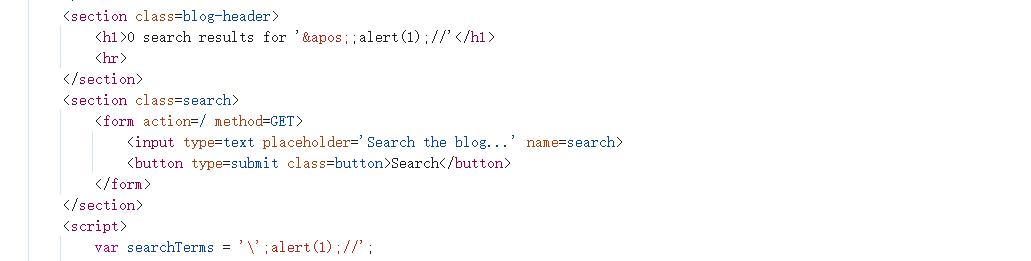 <section class=blog-header>
<h1>0 search results for '&apos;;alert(1);//'</h1>
<hr>
</section>
<section class=search>
<form action=/ method=GET>
<input type=text placeholder='Search the blog...' name=search>
<button type=submit class=button>Search</button>
</form>
</section>
<script>
var searchTerms = '\';alert(1);//';